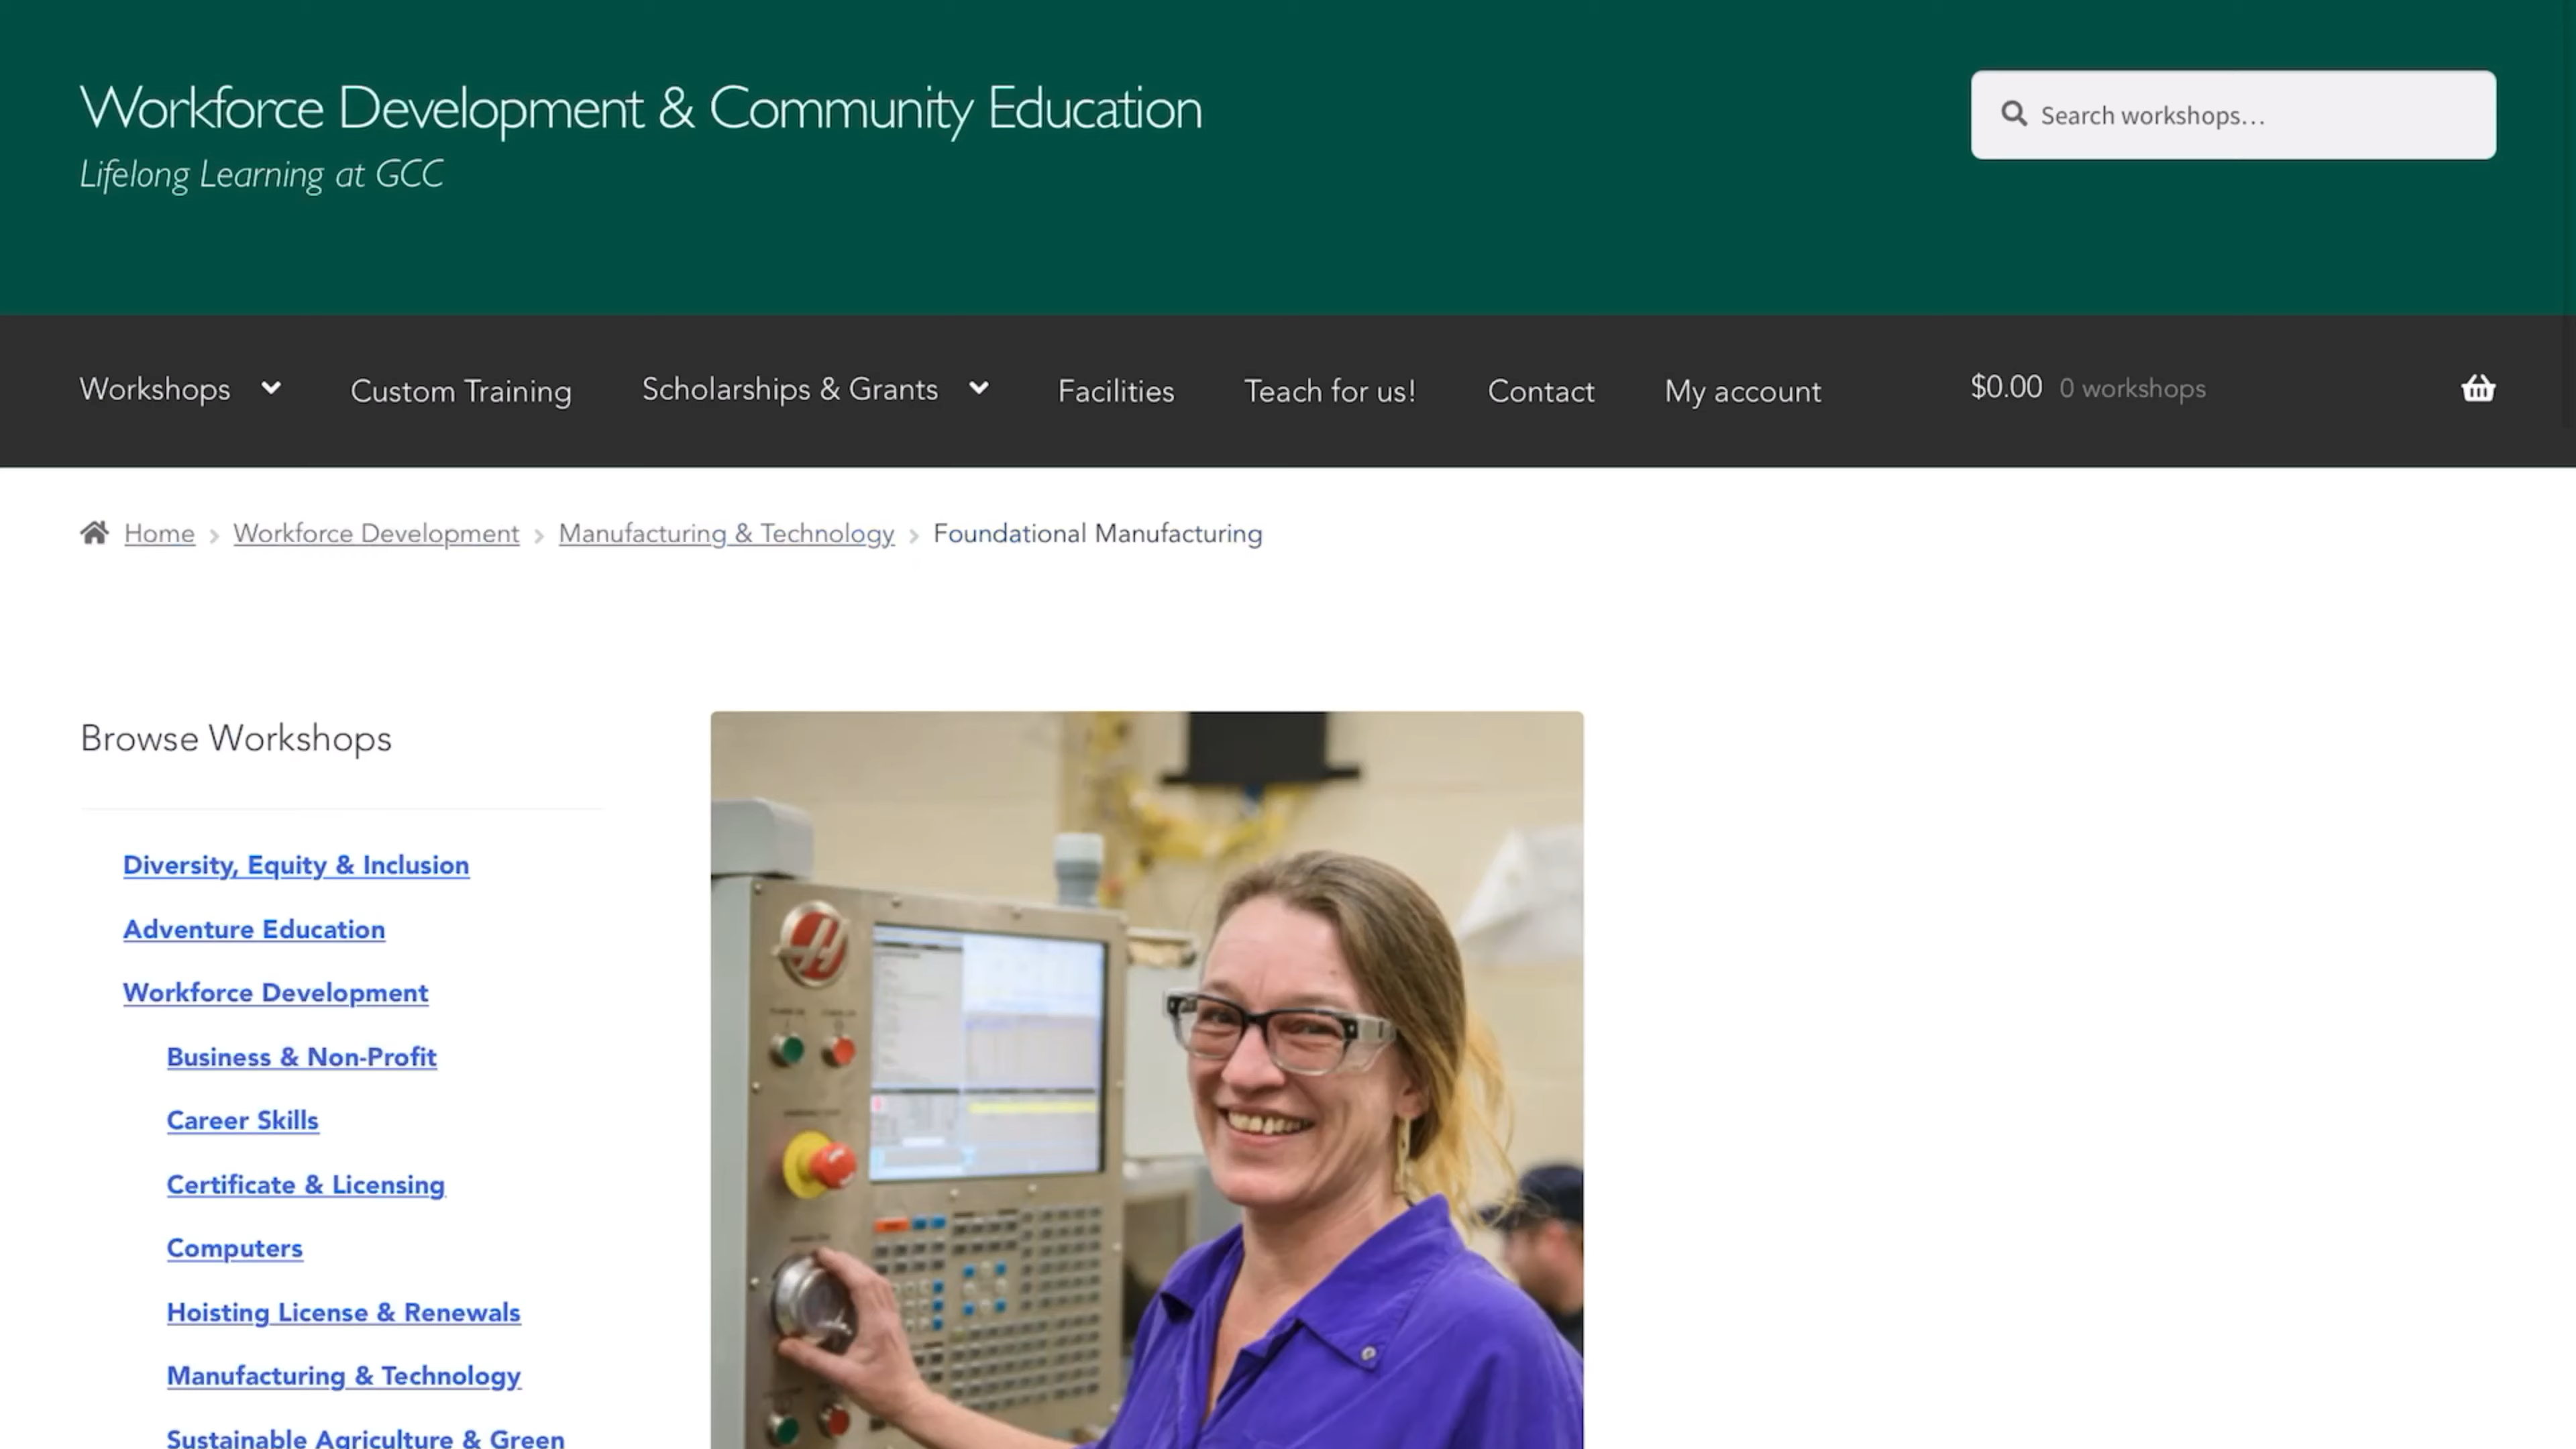 Workforce Development & Community Education
Lifelong Learning at GCC
Search workshops...
Workshops
Custom Training
Scholarships & Grants
Facilities
Teach for us!
Contact
My account
$0.00 0 workshops
Home
Workforce Development
Manufacturing & Technology
Foundational Manufacturing
Browse Workshops
Diversity, Equity & Inclusion
Adventure Education
Workforce Development
Business & Non-Profit
Career Skills
Certificate & Licensing
Computers
Hoisting License & Renewals
Manufacturing & Technology
Sustainable Agriculture & Green